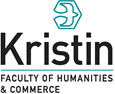 Kristin
FACULTY OF HUMANITIES
& COMMERCE